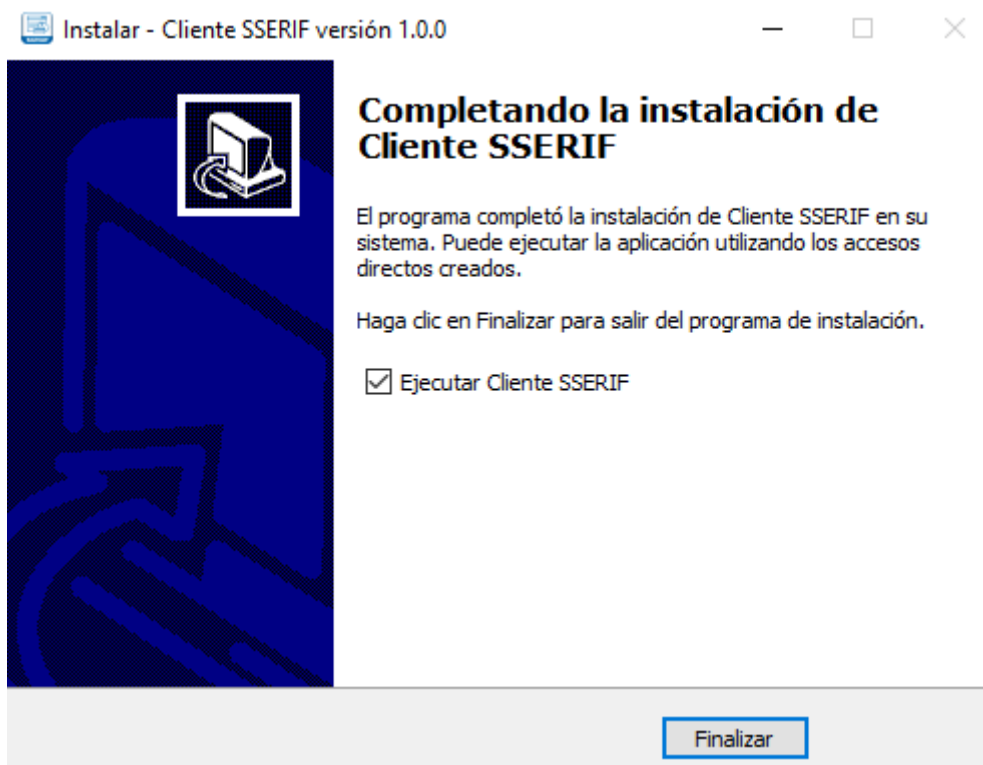 Instalar - Cliente SSERIF versión 1.0.0
Completando la instalación de
Cliente SSERIF
El programa completó la instalación de Cliente SSERIF en su
sistema. Puede ejecutar la aplicación utilizando los accesos
directos creados.
Haga clic en Finalizar para salir del programa de instalación.
Ejecutar Cliente SSERIF
Finalizar